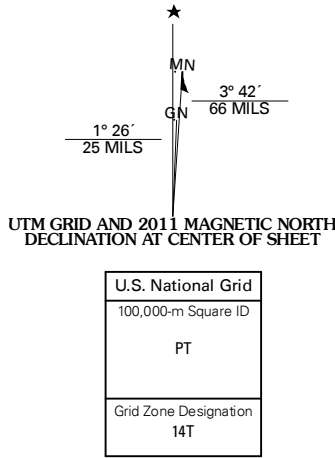 ★
MN
3° 42´
66 MILS
GN
1° 26´
25 MILS
UTM GRID AND 2011 MAGNETIC NORTH
DECLINATION AT CENTER OF SHEET
U.S. National Grid
100,000-m Square ID
PT
Grid Zone Designation
14T